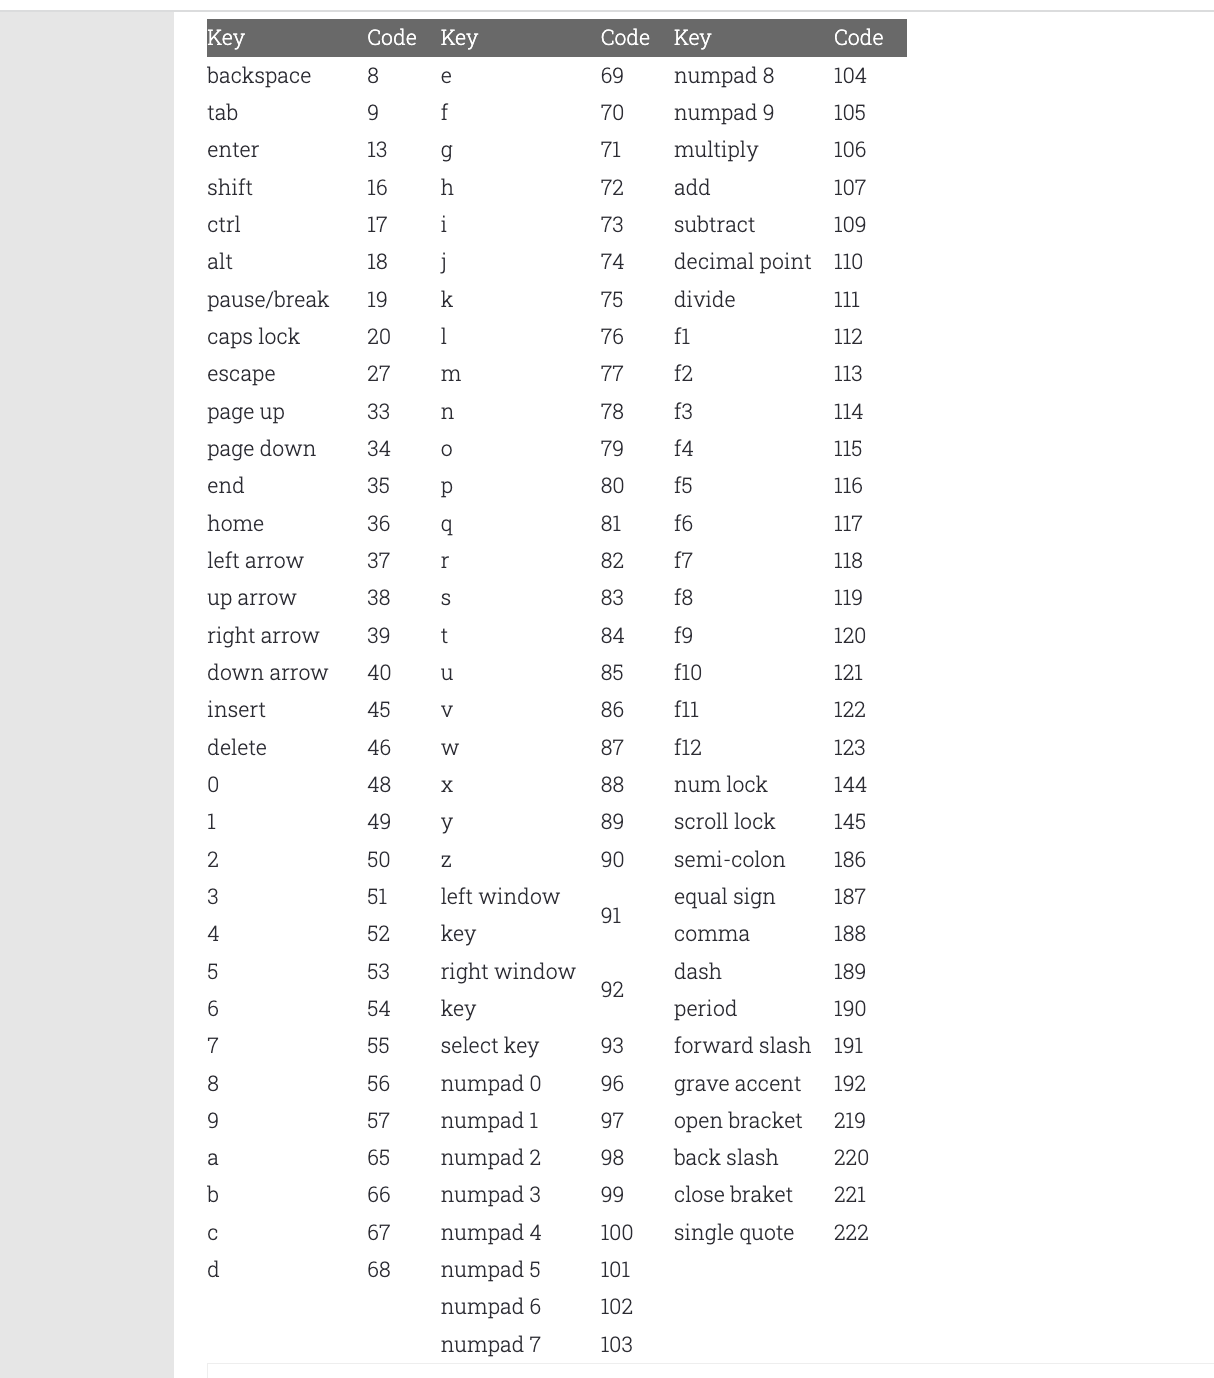 Key Code Key Code Key Code
backspace 8 e 69 numpad 8 104
tab 9 f 70 numpad 9 105
enter 13 g 71 multiply 106
shift 16 h 72 add 107
ctrl 17 i 73 subtract 109
alt 18 j 74 decimal point 110
pause/break 19 k 75 divide 111
caps lock 20 l 76 f1 112
escape 27 m 77 f2 113
page up 33 n 78 f3 114
page down 34 o 79 f4 115
end 35 p 80 f5 116
home 36 q 81 f6 117
left arrow 37 r 82 f7 118
up arrow 38 s 83 f8 119
right arrow 39 t 84 f9 120
down arrow 40 u 85 f10 121
insert 45 v 86 f11 122
delete 46 w 87 f12 123
0 48 x 88 num lock 144
1 49 y 89 scroll lock 145
2 50 z 90 semi-colon 186
3 51 left window 91 equal sign 187
4 52 key comma 188
5 53 right window 92 dash 189
6 54 key period 190
7 55 select key 93 forward slash 191
8 56 numpad 0 96 grave accent 192
9 57 numpad 1 97 open bracket 219
a 65 numpad 2 98 back slash 220
b 66 numpad 3 99 close braket 221
c 67 numpad 4 100 single quote 222
d 68 numpad 5 101
numpad 6 102
numpad 7 103